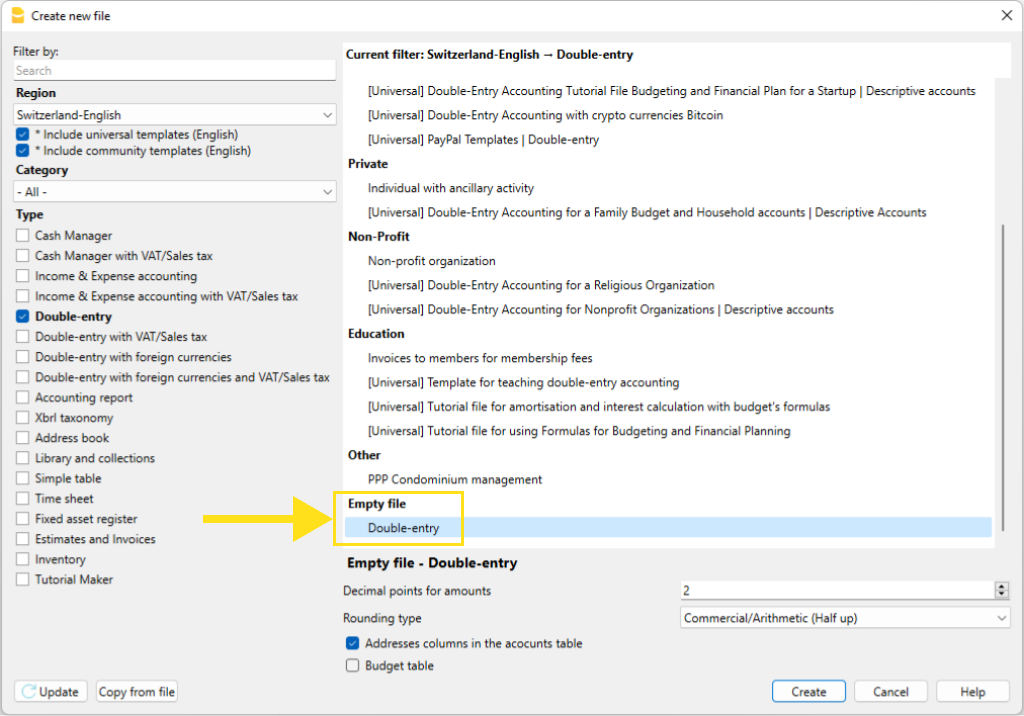 Create new file
Filter by:
Search
Region
Switzerland-English
* Include universal templates (English)
* Include community templates (English)
Category
- All -
Type
Cash Manager
Cash Manager with VAT/Sales tax
Income & Expense accounting
Income & Expense accounting with VAT/Sales tax
Double-entry
Double-entry with VAT/Sales tax
Double-entry with foreign currencies
Double-entry with foreign currencies and VAT/Sales tax
Accounting report
Xbrl taxonomy
Address book
Library and collections
Simple table
Time sheet
Fixed asset register
Estimates and Invoices
Inventory
Tutorial Maker
Update
Copy from file
Current filter: Switzerland-English → Double-entry
[Universal] Double-Entry Accounting Tutorial File Budgeting and Financial Plan for a Startup | Descriptive accounts
[Universal] Double-Entry Accounting with crypto currencies Bitcoin
[Universal] PayPal Templates | Double-entry
Private
Individual with ancillary activity
[Universal] Double-Entry Accounting for a Family Budget and Household accounts | Descriptive Accounts
Non-Profit
Non-profit organization
[Universal] Double-Entry Accounting for a Religious Organization
[Universal] Double-Entry Accounting for Nonprofit Organizations | Descriptive accounts
Education
Invoices to members for membership fees
[Universal] Template for teaching double-entry accounting
[Universal] Tutorial file for amortisation and interest calculation with budget's formulas
[Universal] Tutorial file for using Formulas for Budgeting and Financial Planning
Other
PPP Condominium management
Empty file
Double-entry
Empty file - Double-entry
Decimal points for amounts
2
Rounding type
Commercial/Arithmetic (Half up)
Addresses columns in the acocunts table
Budget table
Create
Cancel
Help